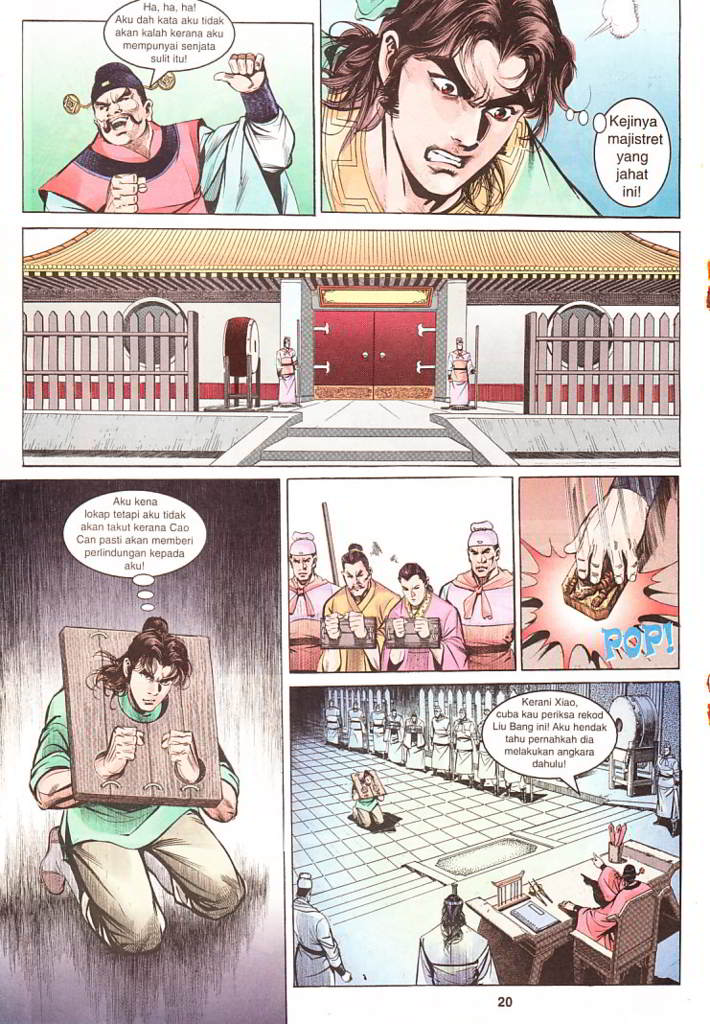 Ha, ha, ha!
Aku dah kata aku tidak
akan kalah kerana aku
mempunyai senjata
sulit itu!
Kejinya
majistret
yang
jahat
ini!
Aku kena
lokap tetapi aku tidak
akan takut kerana Cao
Can pasti akan memberi
perlindungan kepada
aku!
POP!
Kerani Xiao,
cuba kau periksa rekod
Liu Bang ini! Aku hendak
tahu pernahkah dia
melakukan angkara
dahulu!
20